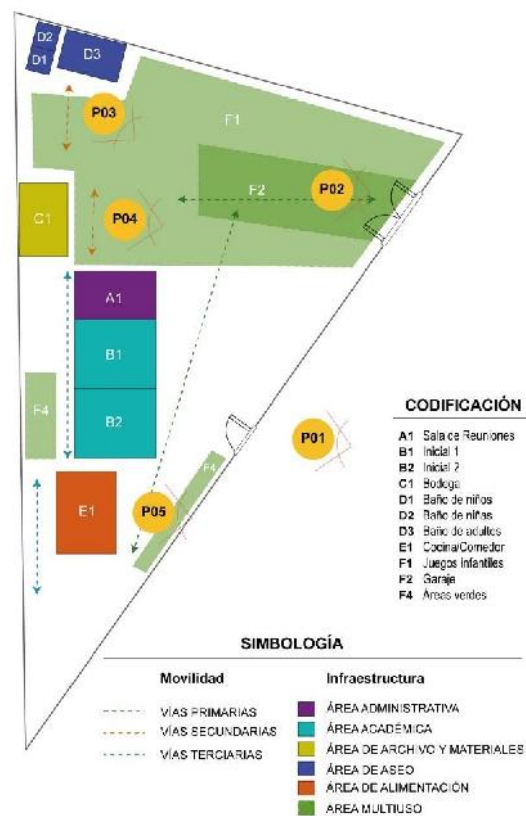 D2
D1
D3
P03
F1
P02
F2
P04
C1
A1
B1
B2
F4
P01
F4
E1
P05
CODIFICACIÓN
A1 Sala de Reuniones
B1 Inicial 1
B2 Inicial 2
C1 Bodega
D1 Baño de niños
D2 Baño de niñas
D3 Baño de adultos
E1 Cocina/Comedor
F1 Juegos infantiles
F2 Garaje
F4 Áreas verdes
SIMBOLOGÍA
Movilidad
VÍAS PRIMARIAS
VÍAS SECUNDARIAS
VÍAS TERCIARIAS
Infraestructura
ÁREA ADMINISTRATIVA
ÁREA ACADÉMICA
ÁREA DE ARCHIVO Y MATERIALES
ÁREA DE ASEO
ÁREA DE ALIMENTACIÓN
ÁREA MULTIUSO